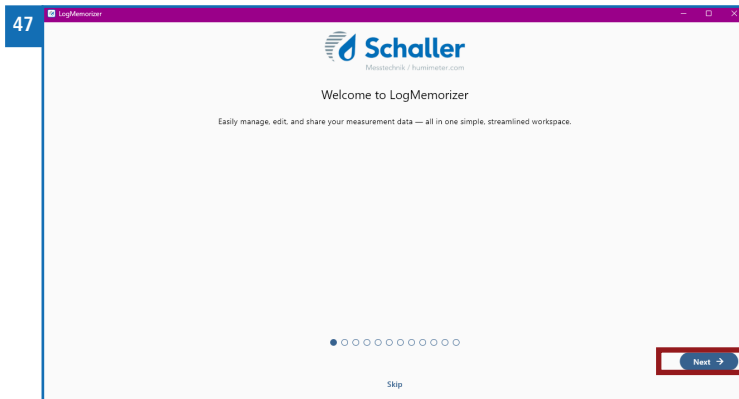 47
LogMemorizer
Schaller
Messtechnik / humimeter.com
Welcome to LogMemorizer
Easily manage, edit, and share your measurement data — all in one simple, streamlined workspace.
Next →
Skip